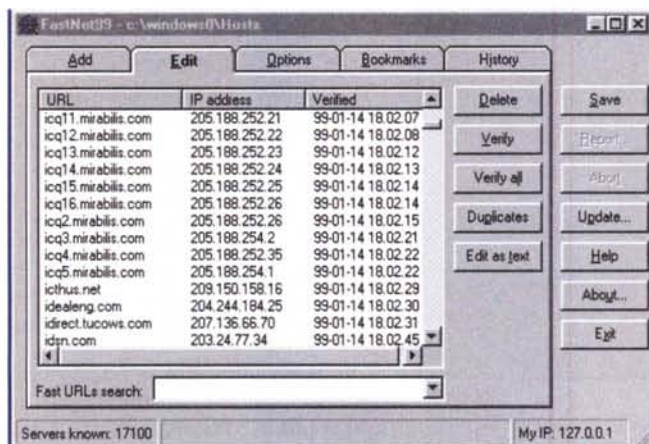 FastNet99 - c:\windows0\Hosts
Add Edit Options Bookmarks History
URL IP address Verified
icq11.mirabilis.com 205.188.252.21 99-01-14 18.02.07
icq12.mirabilis.com 205.188.252.22 99-01-14 18.02.08
icq13.mirabilis.com 205.188.252.23 99-01-14 18.02.12
icq14.mirabilis.com 205.188.252.24 99-01-14 18.02.13
icq15.mirabilis.com 205.188.252.25 99-01-14 18.02.14
icq16.mirabilis.com 205.188.252.26 99-01-14 18.02.14
icq2.mirabilis.com 205.188.252.26 99-01-14 18.02.15
icq3.mirabilis.com 205.188.254.2 99-01-14 18.02.21
icq4.mirabilis.com 205.188.252.35 99-01-14 18.02.22
icq5.mirabilis.com 205.188.254.1 99-01-14 18.02.22
icthus.net 209.150.158.16 99-01-14 18.02.29
idealeng.com 204.244.184.25 99-01-14 18.02.30
idirect.tucows.com 207.136.66.70 99-01-14 18.02.31
idsn.com 203.24.77.34 99-01-14 18.02.45
Delete
Verify
Verify all
Duplicates
Edit as text
Save
Report...
Abort
Update...
Help
About...
Exit
Fast URLs search:
Servers known: 17100 My IP: 127.0.0.1